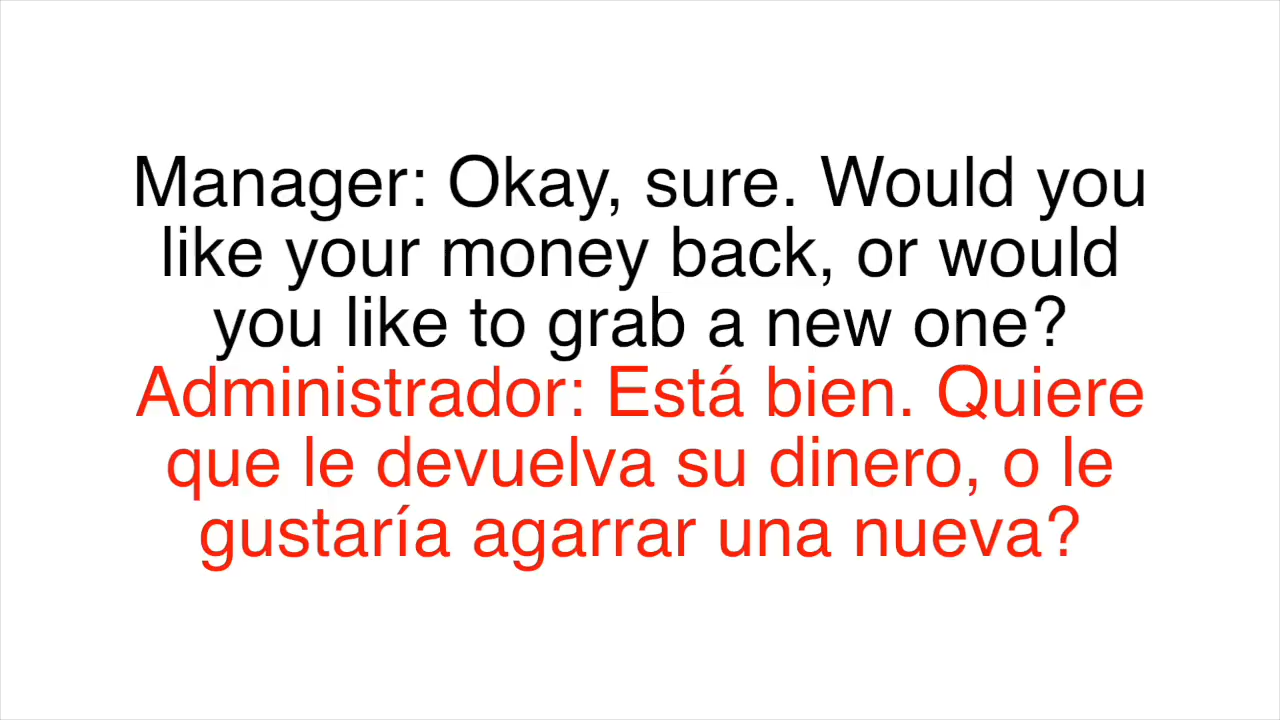 Manager: Okay, sure. Would you
like your money back, or would
you like to grab a new one?
Administrador: Está bien. Quiere
que le devuelva su dinero, o le
gustaría agarrar una nueva?